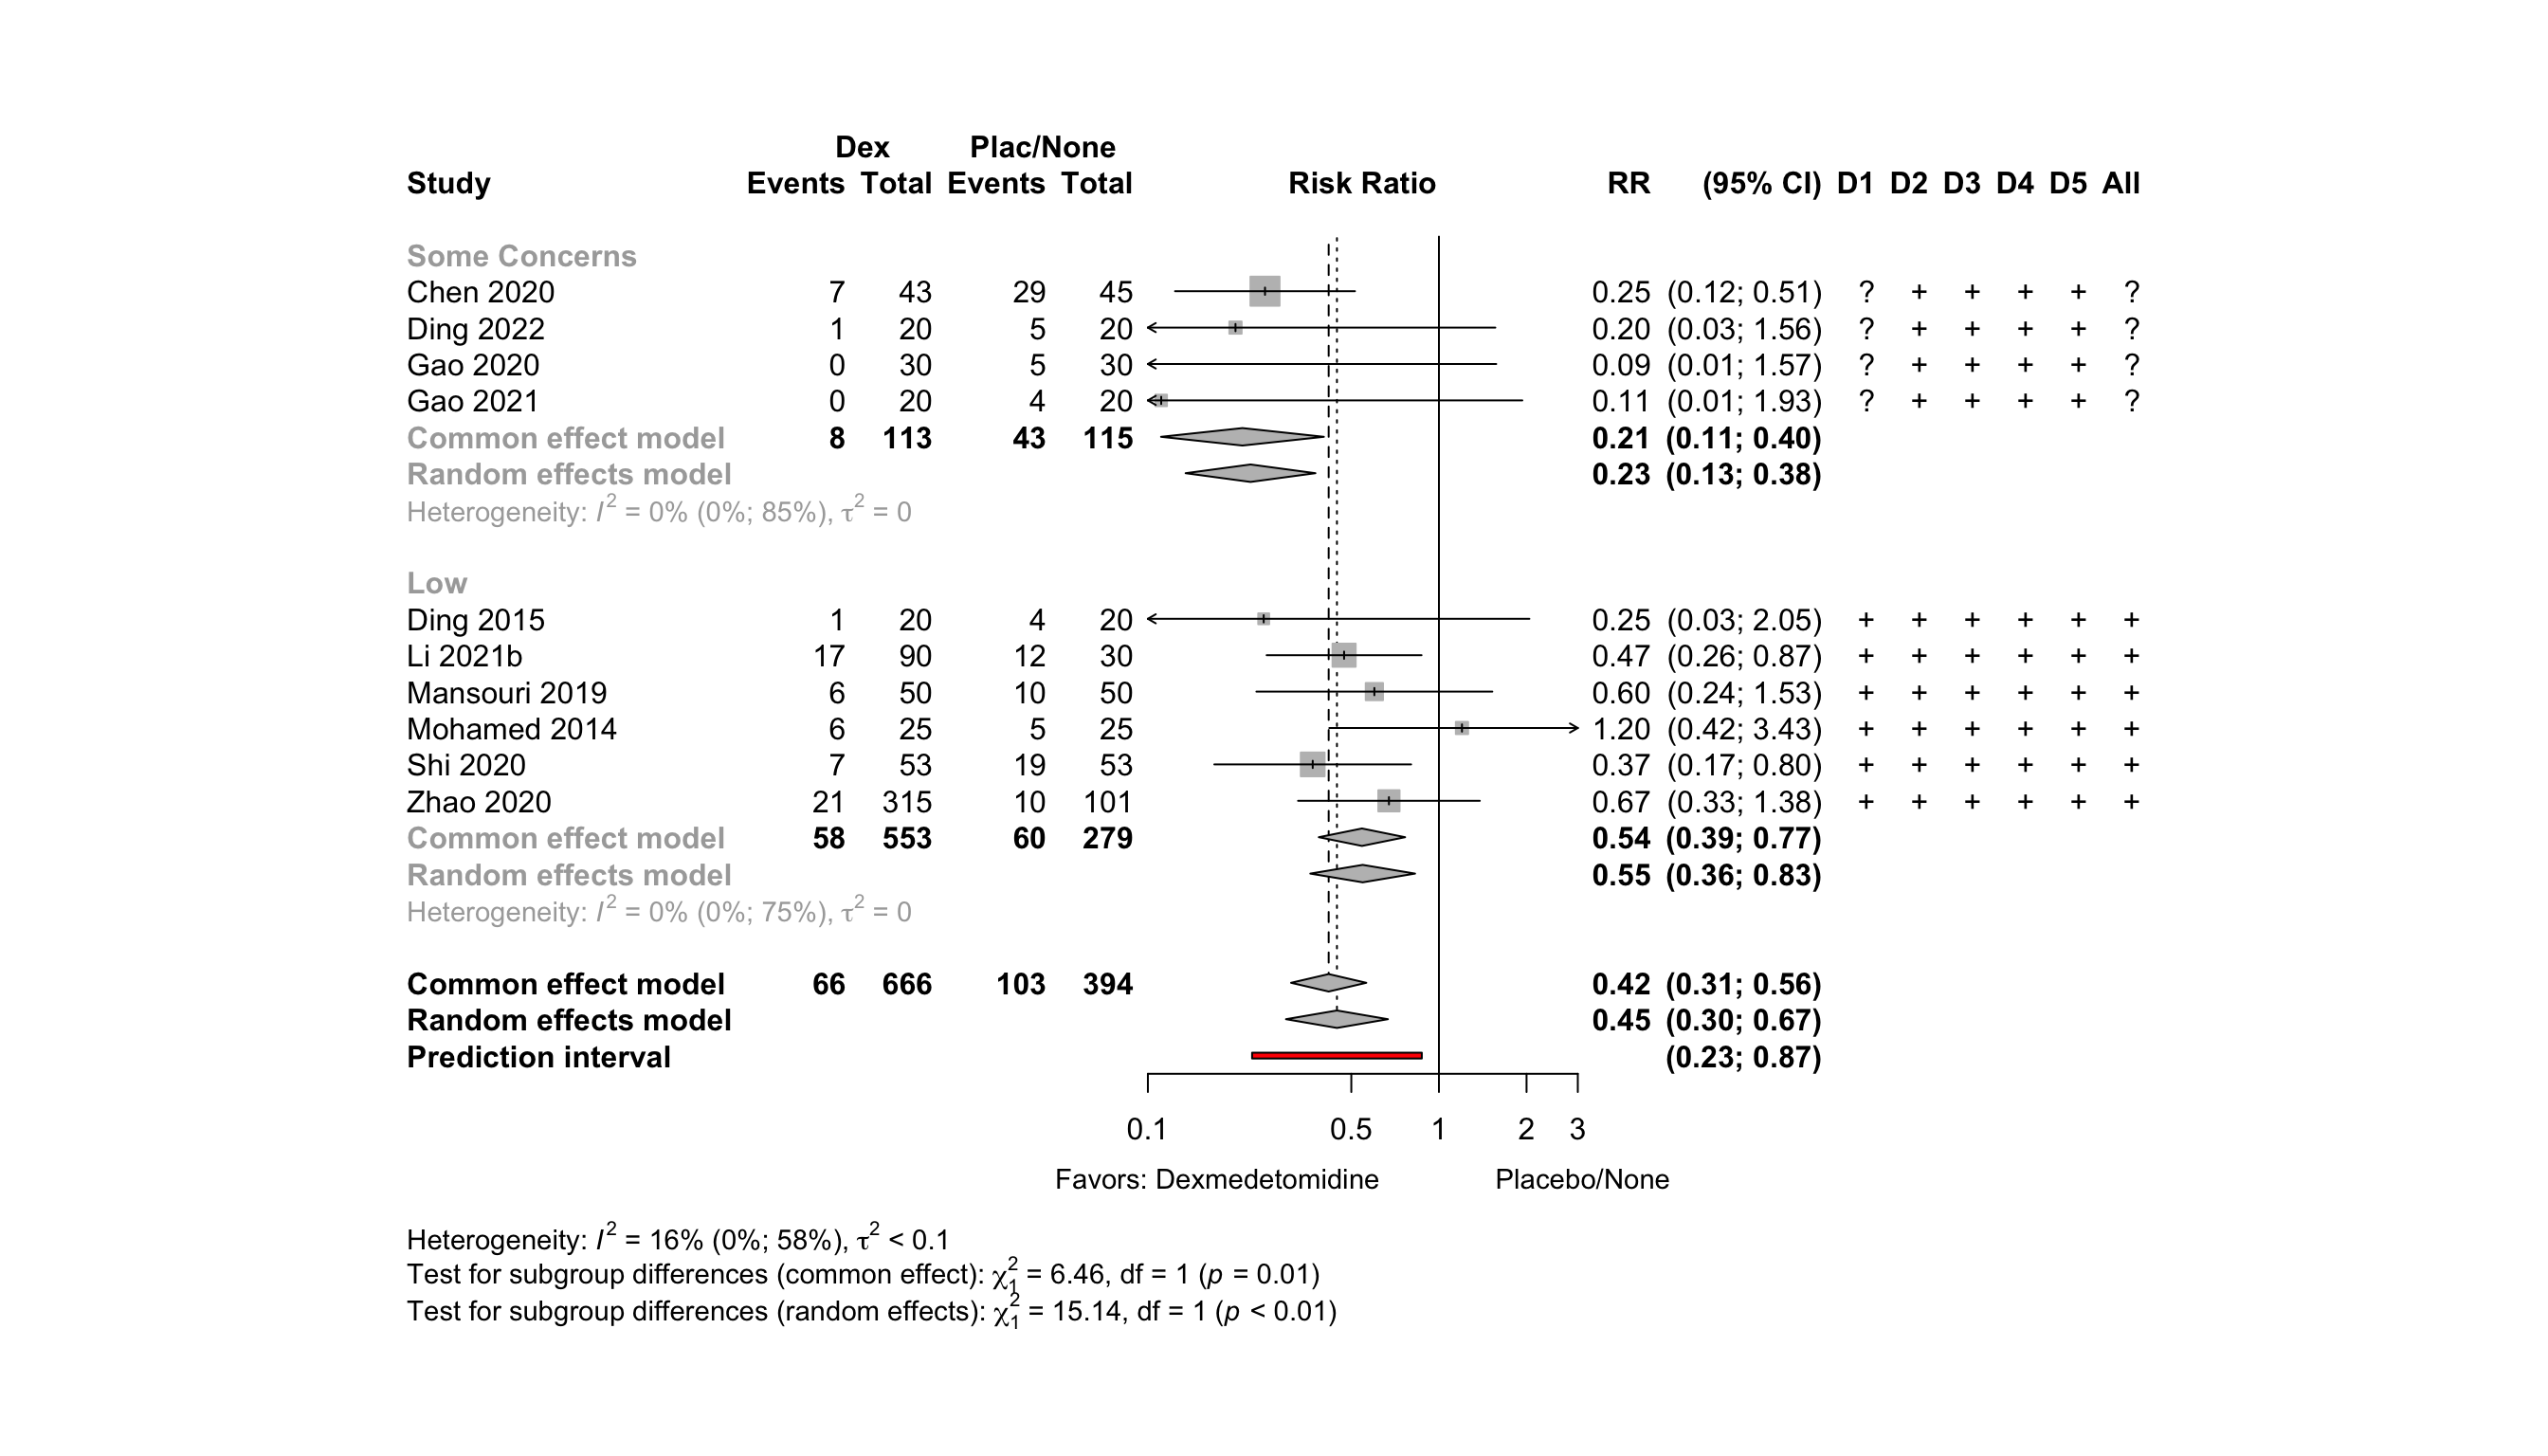 Dex Plac/None
Study Events Total Events Total Risk Ratio RR (95% CI) D1 D2 D3 D4 D5 All
Some Concerns
Chen 2020 7 43 29 45 0.25 (0.12; 0.51) ? + + + + ?
Ding 2022 1 20 5 20 0.20 (0.03; 1.56) ? + + + + ?
Gao 2020 0 30 5 30 0.09 (0.01; 1.57) ? + + + + ?
Gao 2021 0 20 4 20 0.11 (0.01; 1.93) ? + + + + ?
Common effect model 8 113 43 115 0.21 (0.11; 0.40)
Random effects model 0.23 (0.13; 0.38)
Heterogeneity: I² = 0% (0%; 85%), τ² = 0
Low
Ding 2015 1 20 4 20 0.25 (0.03; 2.05) + + + + + +
Li 2021b 17 90 12 30 0.47 (0.26; 0.87) + + + + + +
Mansouri 2019 6 50 10 50 0.60 (0.24; 1.53) + + + + + +
Mohamed 2014 6 25 5 25 1.20 (0.42; 3.43) + + + + + +
Shi 2020 7 53 19 53 0.37 (0.17; 0.80) + + + + + +
Zhao 2020 21 315 10 101 0.67 (0.33; 1.38) + + + + + +
Common effect model 58 553 60 279 0.54 (0.39; 0.77)
Random effects model 0.55 (0.36; 0.83)
Heterogeneity: I² = 0% (0%; 75%), τ² = 0
Common effect model 66 666 103 394 0.42 (0.31; 0.56)
Random effects model 0.45 (0.30; 0.67)
Prediction interval (0.23; 0.87)
0.1 0.5 1 2 3
Favors: Dexmedetomidine Placebo/None
Heterogeneity: I² = 16% (0%; 58%), τ² < 0.1
Test for subgroup differences (common effect): χ₁² = 6.46, df = 1 (p = 0.01)
Test for subgroup differences (random effects): χ₁² = 15.14, df = 1 (p < 0.01)